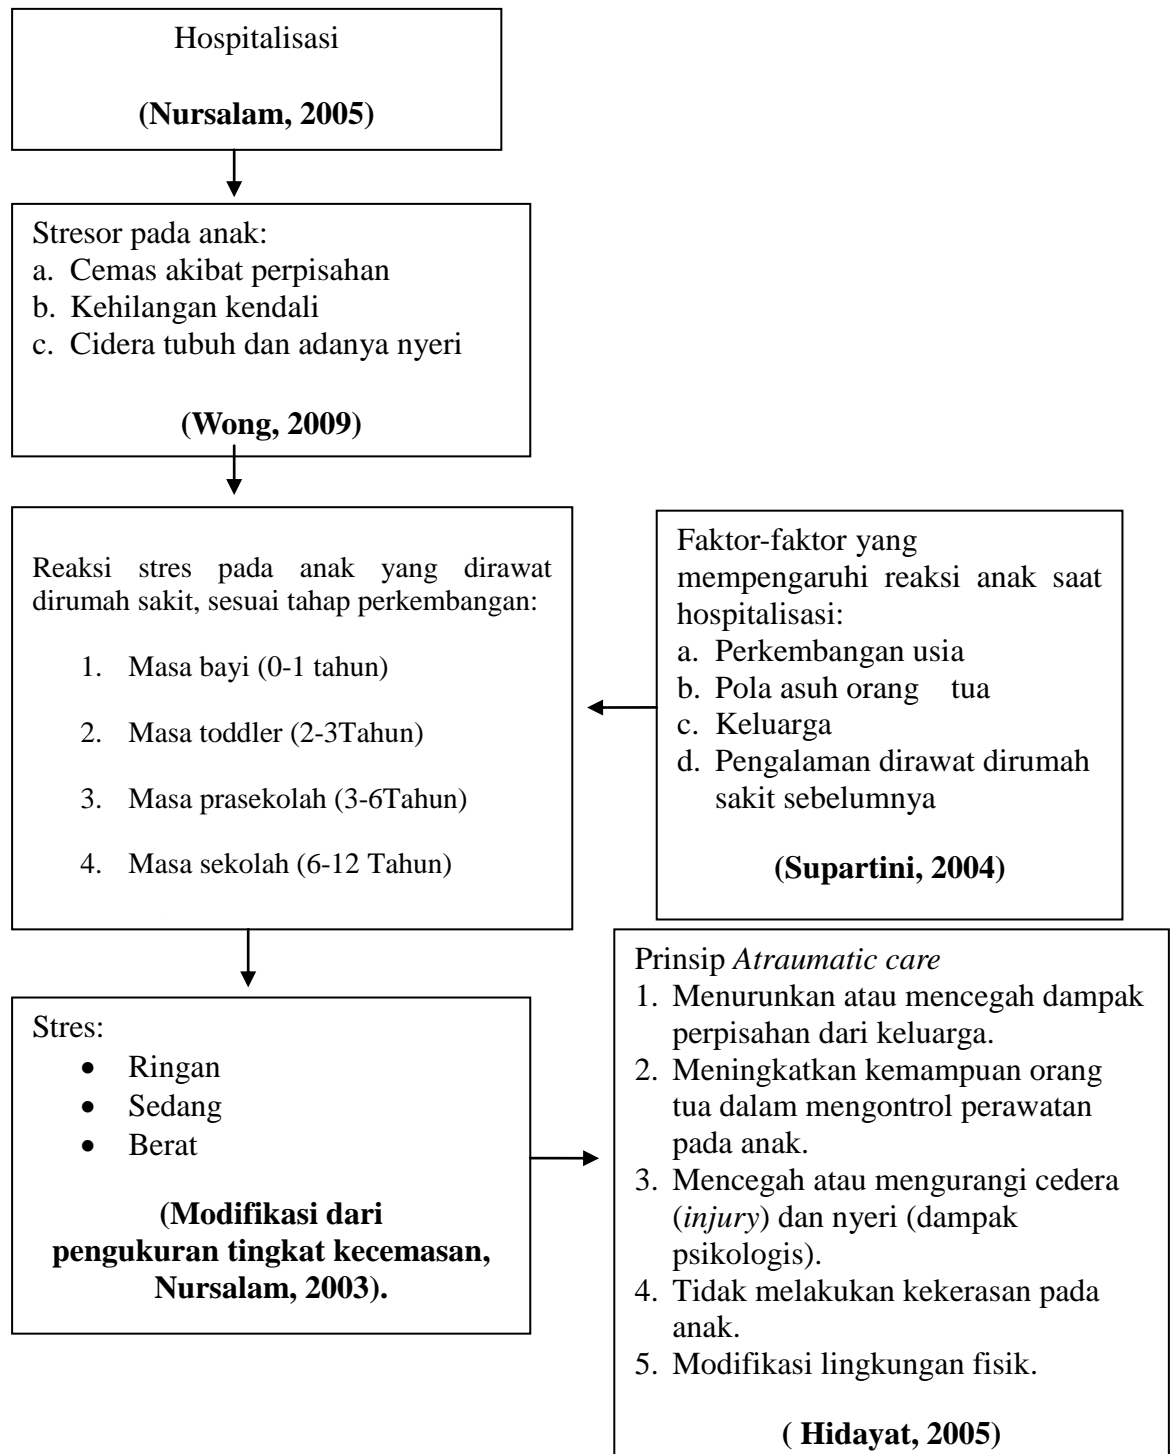 Hospitalisasi
(Nursalam, 2005)
Stresor pada anak:
a. Cemas akibat perpisahan
b. Kehilangan kendali
c. Cidera tubuh dan adanya nyeri
(Wong, 2009)
Reaksi stres pada anak yang dirawat
dirumah sakit, sesuai tahap perkembangan:
1. Masa bayi (0-1 tahun)
2. Masa toddler (2-3Tahun)
3. Masa prasekolah (3-6Tahun)
4. Masa sekolah (6-12 Tahun)
Faktor-faktor yang
mempengaruhi reaksi anak saat
hospitalisasi:
a. Perkembangan usia
b. Pola asuh orang tua
c. Keluarga
d. Pengalaman dirawat dirumah
sakit sebelumnya
(Supartini, 2004)
Stres:
• Ringan
• Sedang
• Berat
(Modifikasi dari
pengukuran tingkat kecemasan,
Nursalam, 2003).
Prinsip Atraumatic care
1. Menurunkan atau mencegah dampak
perpisahan dari keluarga.
2. Meningkatkan kemampuan orang
tua dalam mengontrol perawatan
pada anak.
3. Mencegah atau mengurangi cedera
(injury) dan nyeri (dampak
psikologis).
4. Tidak melakukan kekerasan pada
anak.
5. Modifikasi lingkungan fisik.
( Hidayat, 2005)